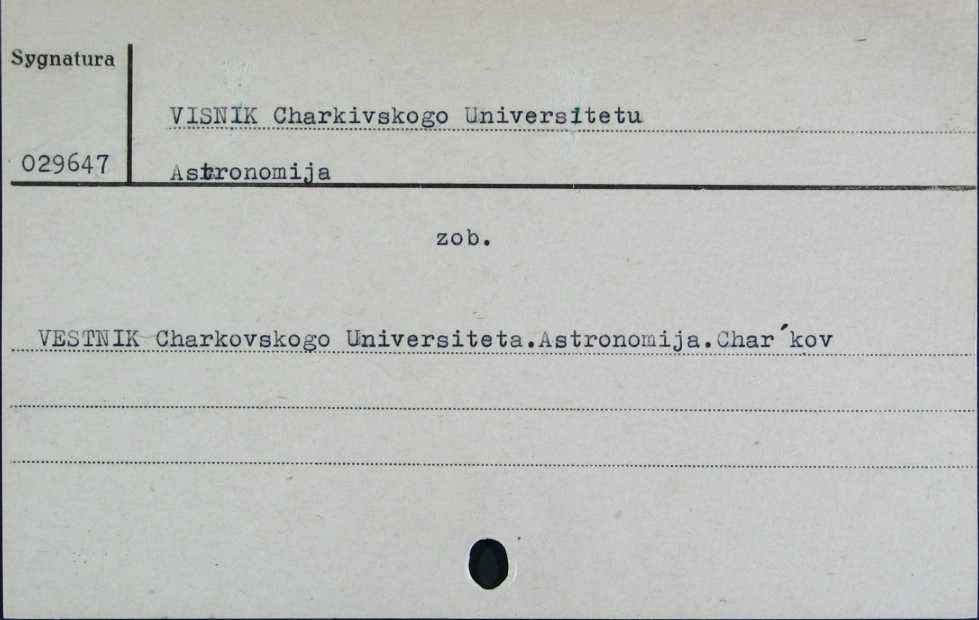 Sygnatura
VISNIK Charkivskogo Universitetu
029647
Astronomija
zob.
VESTNIK Charkovskogo Universiteta.Astronomija.Char´kov